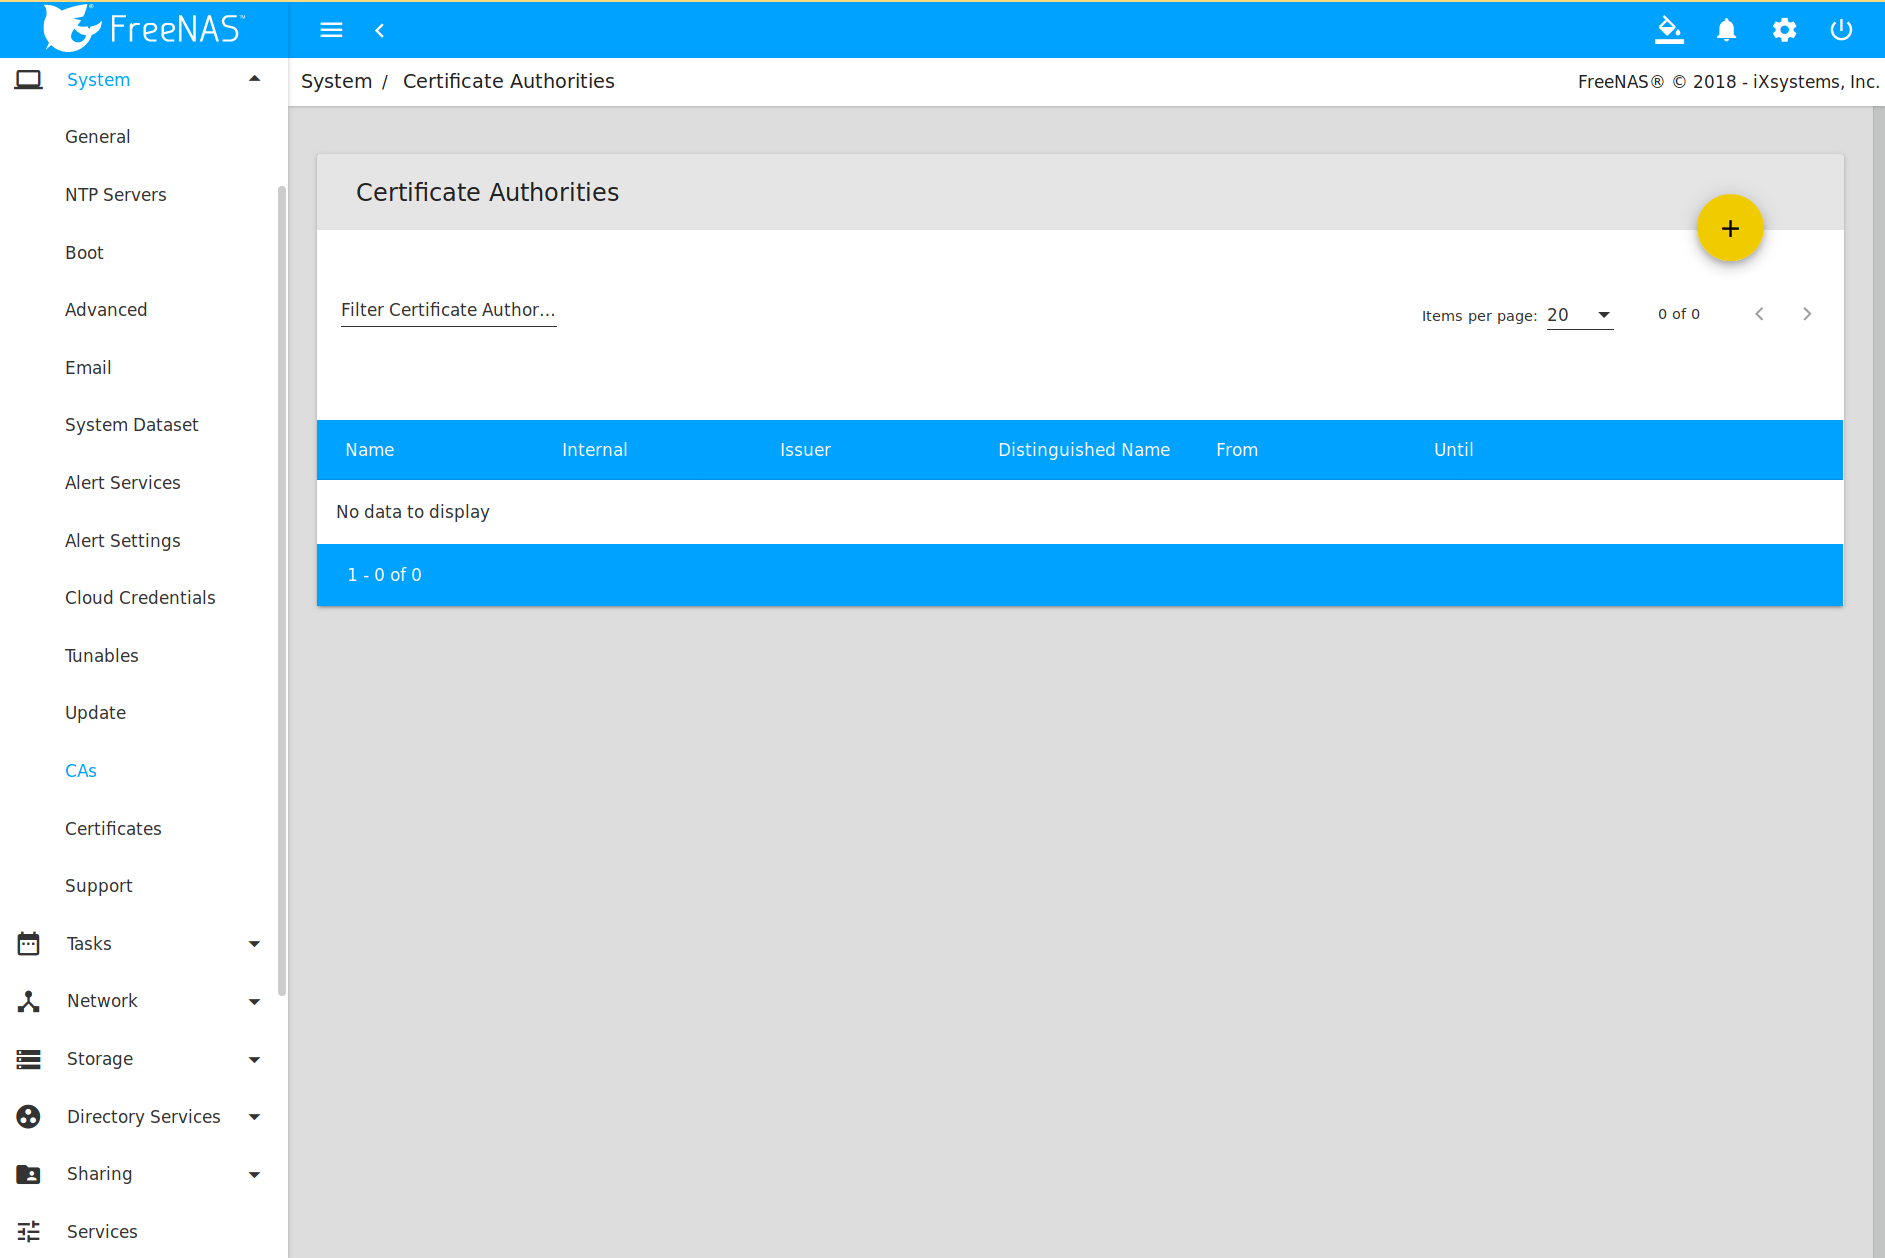 FreeNAS™
System
General
NTP Servers
Boot
Advanced
Email
System Dataset
Alert Services
Alert Settings
Cloud Credentials
Tunables
Update
CAs
Certificates
Support
Tasks
Network
Storage
Directory Services
Sharing
Services
System / Certificate Authorities
FreeNAS® © 2018 - iXsystems, Inc.
Certificate Authorities
+
Filter Certificate Author...
Items per page: 20 0 of 0
Name Internal Issuer Distinguished Name From Until
No data to display
1 - 0 of 0